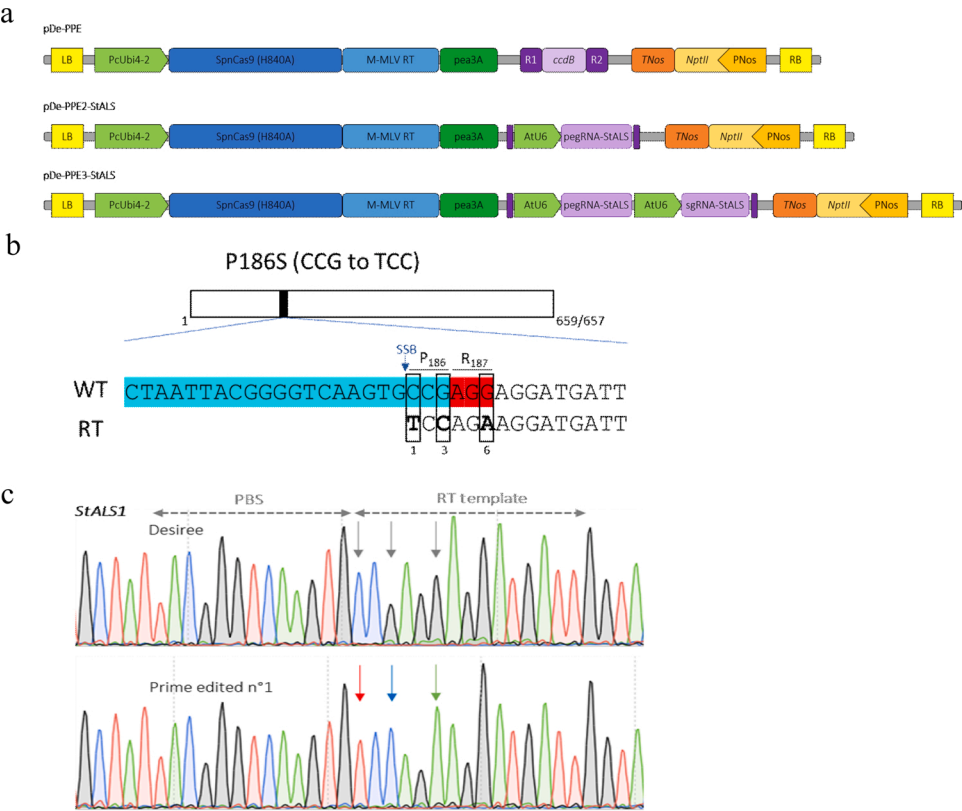 a
pDe-PPE
LB PcUbi4-2 SpnCas9 (H840A) M-MLV RT pea3A R1 ccdB R2 TNos NptII PNos RB
pDe-PPE2-StALS
LB PcUbi4-2 SpnCas9 (H840A) M-MLV RT pea3A AtU6 pegRNA-StALS TNos NptII PNos RB
pDe-PPE3-StALS
LB PcUbi4-2 SpnCas9 (H840A) M-MLV RT pea3A AtU6 pegRNA-StALS AtU6 sgRNA-StALS TNos NptII PNos RB
b
P186S (CCG to TCC)
1 659/657
SSB P186 R187
WT CTAATTACGGGGTCAAGTGCCGAGGAGGATGATT
RT TCCAGAAGGATGATT
1 3 6
c
PBS RT template
StALS1
Desiree
Prime edited n°1